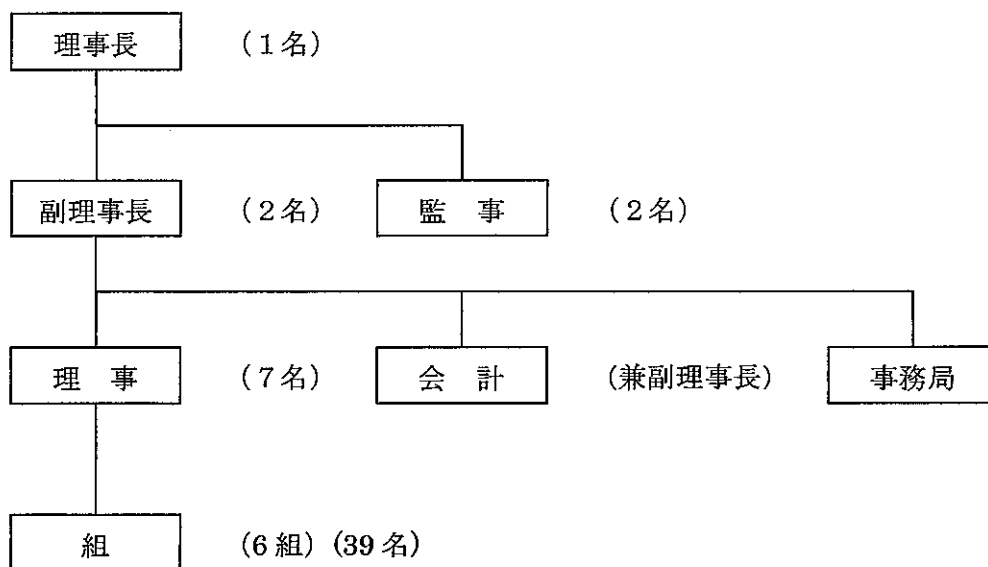 理事長 (1名)
副理事長 (2名) 監 事 (2名)
理 事 (7名) 会 計 (兼副理事長) 事務局
組 (6組) (39名)